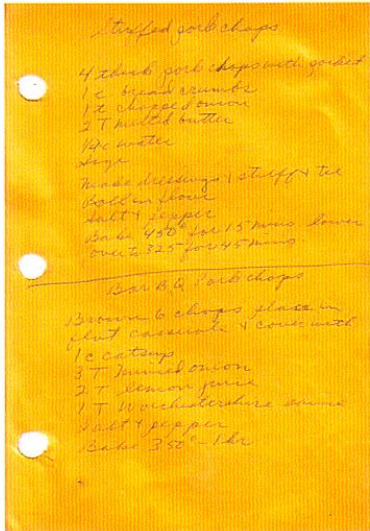 Stuffed pork chops
4 thick pork chops with pocket
1 c bread crumbs
1 t chopped onion
2 T melted butter
1/4 c water
Sage
Make dressings & stuff & tie
Roll in flour
Salt & pepper
Bake 450° for 15 mins lower
oven to 325 for 45 mins.
Bar B Q Pork chops
Brown 6 chops place in
flat casserole & cover with
1 c catsup
3 T minced onion
2 T lemon juice
1 T Worchestershire sauce
Salt & pepper
Bake 350° - 1 hr